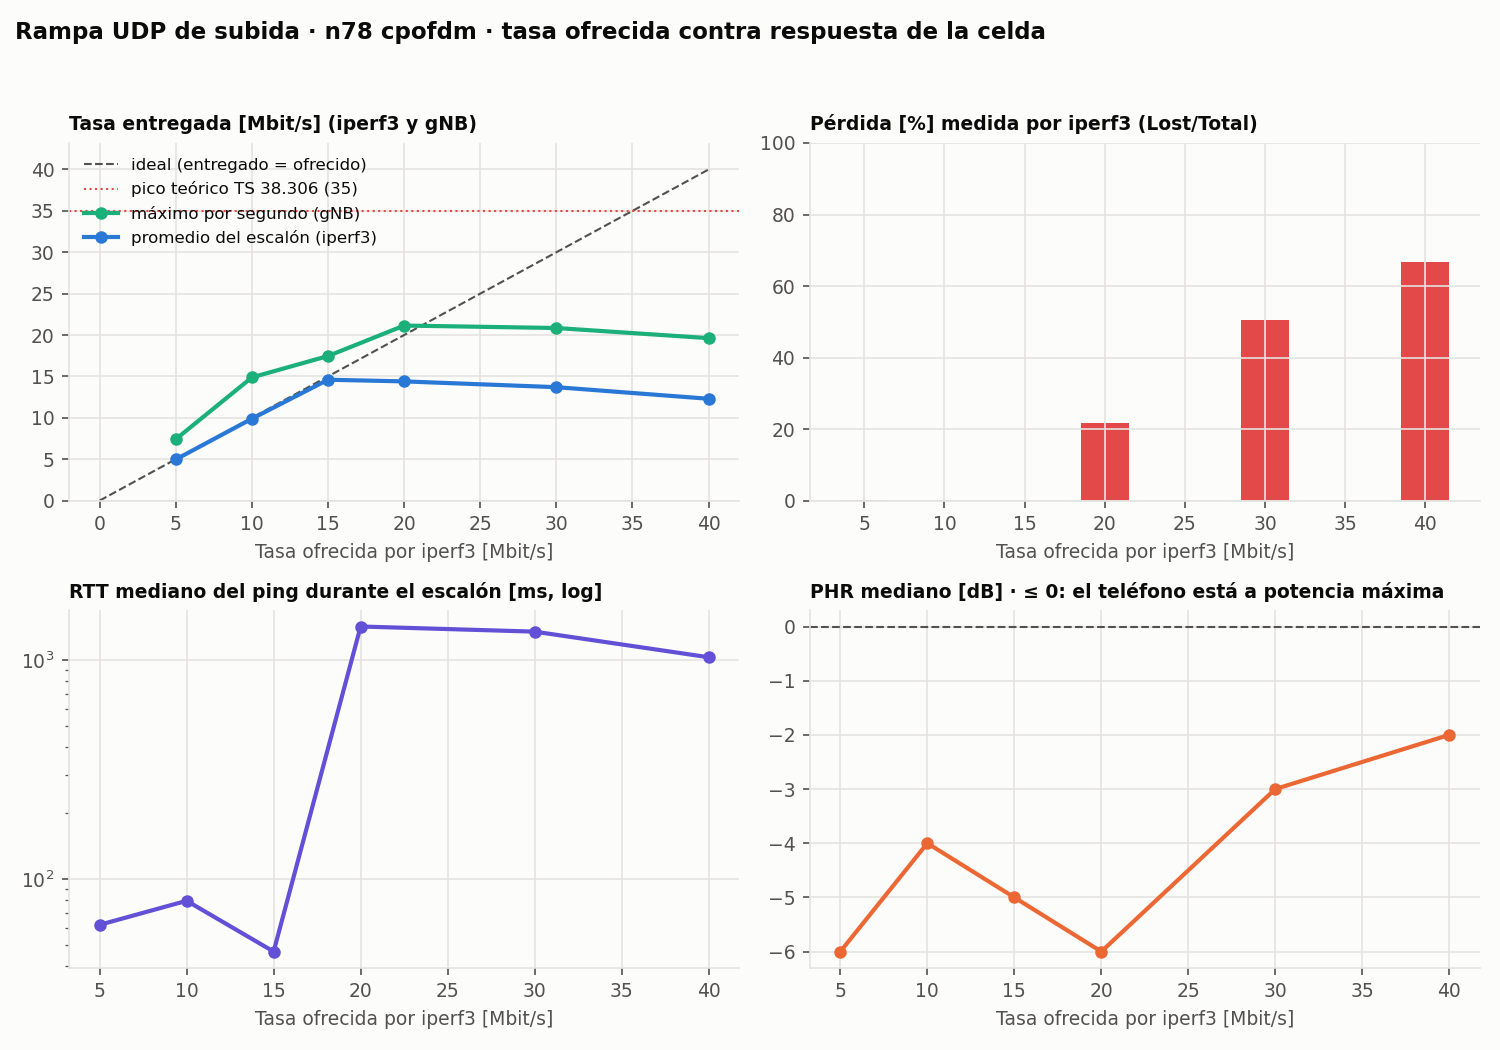 Rampa UDP de subida · n78 cpofdm · tasa ofrecida contra respuesta de la celda
Tasa entregada [Mbit/s] (iperf3 y gNB)
ideal (entregado = ofrecido)
pico teórico TS 38.306 (35)
máximo por segundo (gNB)
promedio del escalón (iperf3)
40
35
30
25
20
15
10
5
0
0 5 10 15 20 25 30 35 40
Tasa ofrecida por iperf3 [Mbit/s]
Pérdida [%] medida por iperf3 (Lost/Total)
100
80
60
40
20
0
5 10 15 20 25 30 35 40
Tasa ofrecida por iperf3 [Mbit/s]
RTT mediano del ping durante el escalón [ms, log]
10³
10²
5 10 15 20 25 30 35 40
Tasa ofrecida por iperf3 [Mbit/s]
PHR mediano [dB] · ≤ 0: el teléfono está a potencia máxima
0
−1
−2
−3
−4
−5
−6
5 10 15 20 25 30 35 40
Tasa ofrecida por iperf3 [Mbit/s]